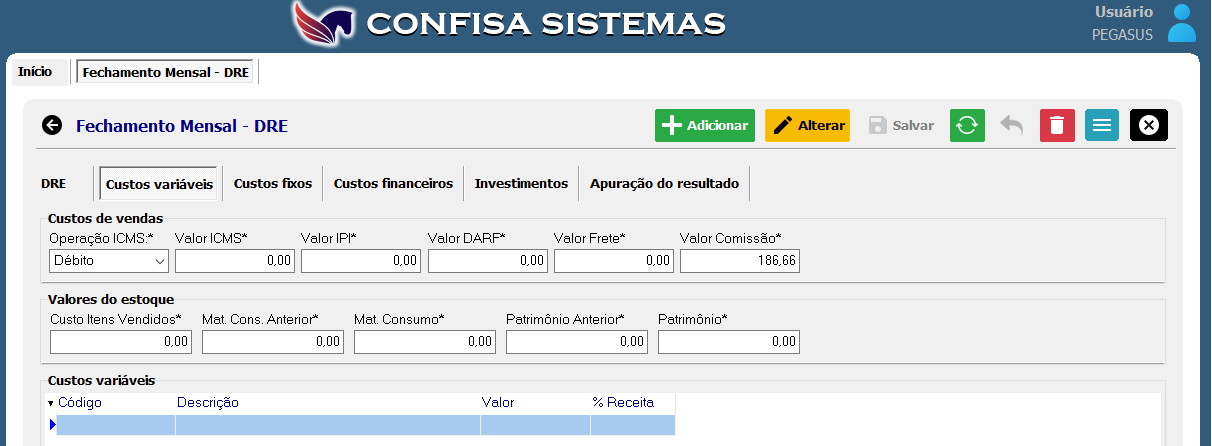 CONFISA SISTEMAS
Usuário
PEGASUS
Início
Fechamento Mensal - DRE
Fechamento Mensal - DRE
Adicionar
Alterar
Salvar
DRE
Custos variáveis
Custos fixos
Custos financeiros
Investimentos
Apuração do resultado
Custos de vendas
Operação ICMS:* Valor ICMS* Valor IPI* Valor DARF* Valor Frete* Valor Comissão*
Débito 0,00 0,00 0,00 0,00 186,66
Valores do estoque
Custo Itens Vendidos* Mat. Cons. Anterior* Mat. Consumo* Patrimônio Anterior* Patrimônio*
0,00 0,00 0,00 0,00 0,00
Custos variáveis
Código Descrição Valor % Receita